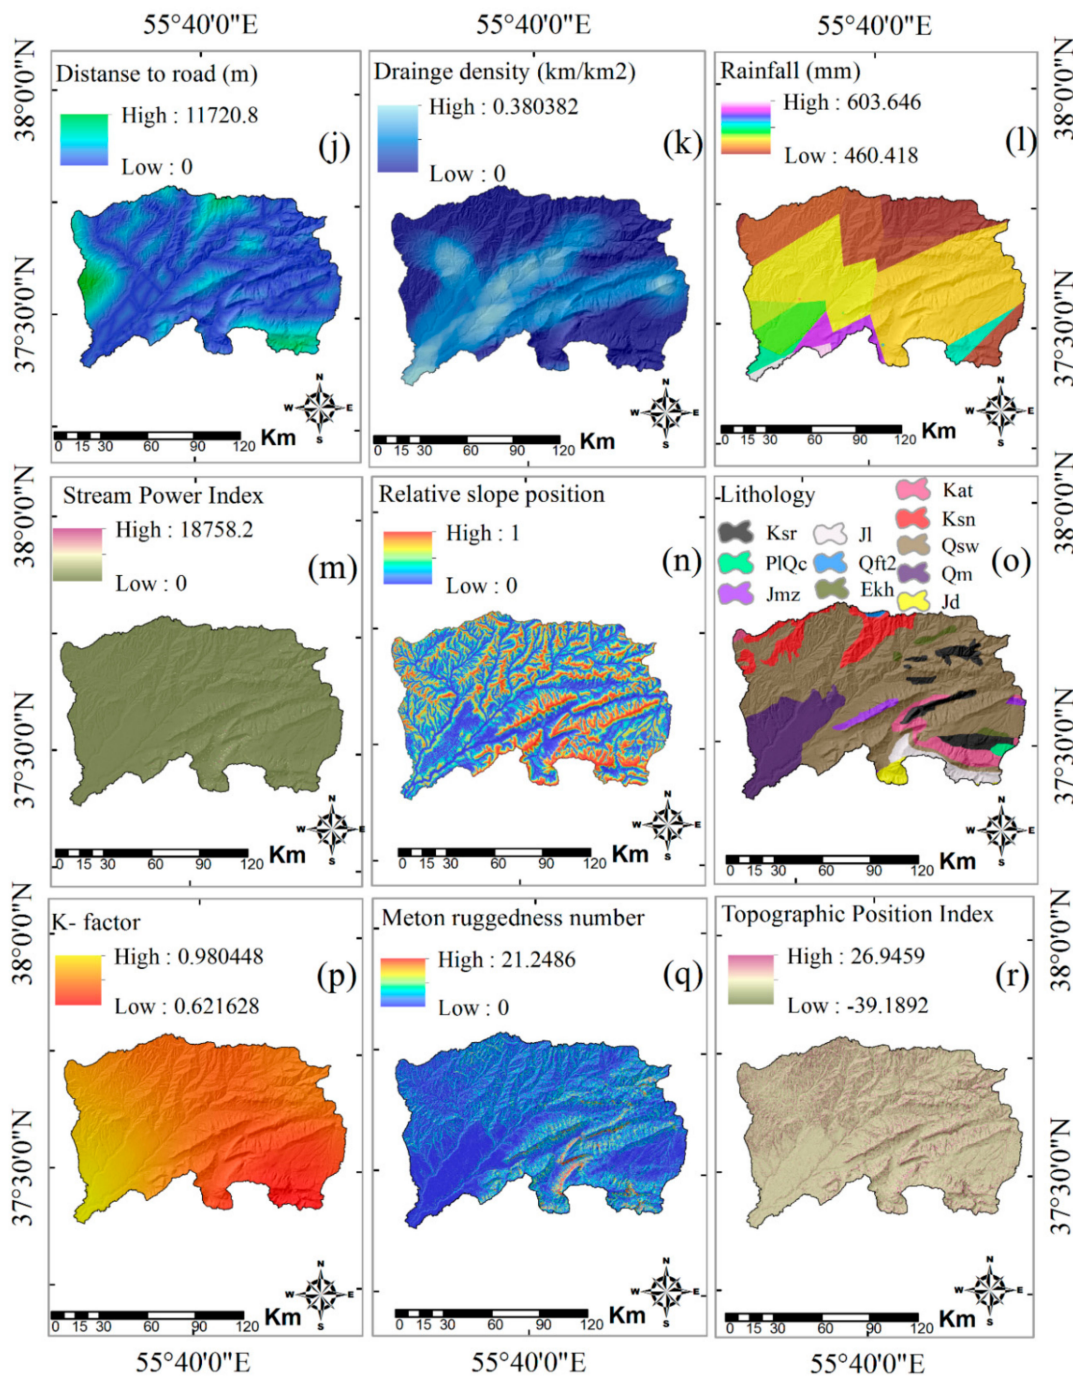 55°40'0"E 55°40'0"E 55°40'0"E
38°0'0"N
37°30'0"N
Distanse to road (m)
High : 11720.8
Low : 0
(j)
N
W E
S
0 15 30 60 90 120 Km
Drainge density (km/km2)
High : 0.380382
Low : 0
(k)
N
W E
S
0 15 30 60 90 120 Km
Rainfall (mm)
High : 603.646
Low : 460.418
(l)
N
W E
S
0 15 30 60 90 120 Km
38°0'0"N
37°30'0"N
38°0'0"N
37°30'0"N
Stream Power Index
High : 18758.2
Low : 0
(m)
N
W E
S
0 15 30 60 90 120 Km
Relative slope position
High : 1
Low : 0
(n)
N
W E
S
0 15 30 60 90 120 Km
Lithology
Ksr
PlQc
Jmz
Jl
Qft2
Ekh
Kat
Ksn
Qsw
Qm
Jd
(o)
N
W E
S
0 15 30 60 90 120 Km
38°0'0"N
37°30'0"N
38°0'0"N
37°30'0"N
K- factor
High : 0.980448
Low : 0.621628
(p)
N
W E
S
0 15 30 60 90 120 Km
Meton ruggedness number
High : 21.2486
Low : 0
(q)
N
W E
S
0 15 30 60 90 120 Km
Topographic Position Index
High : 26.9459
Low : -39.1892
(r)
N
W E
S
0 15 30 60 90 120 Km
38°0'0"N
37°30'0"N
55°40'0"E 55°40'0"E 55°40'0"E